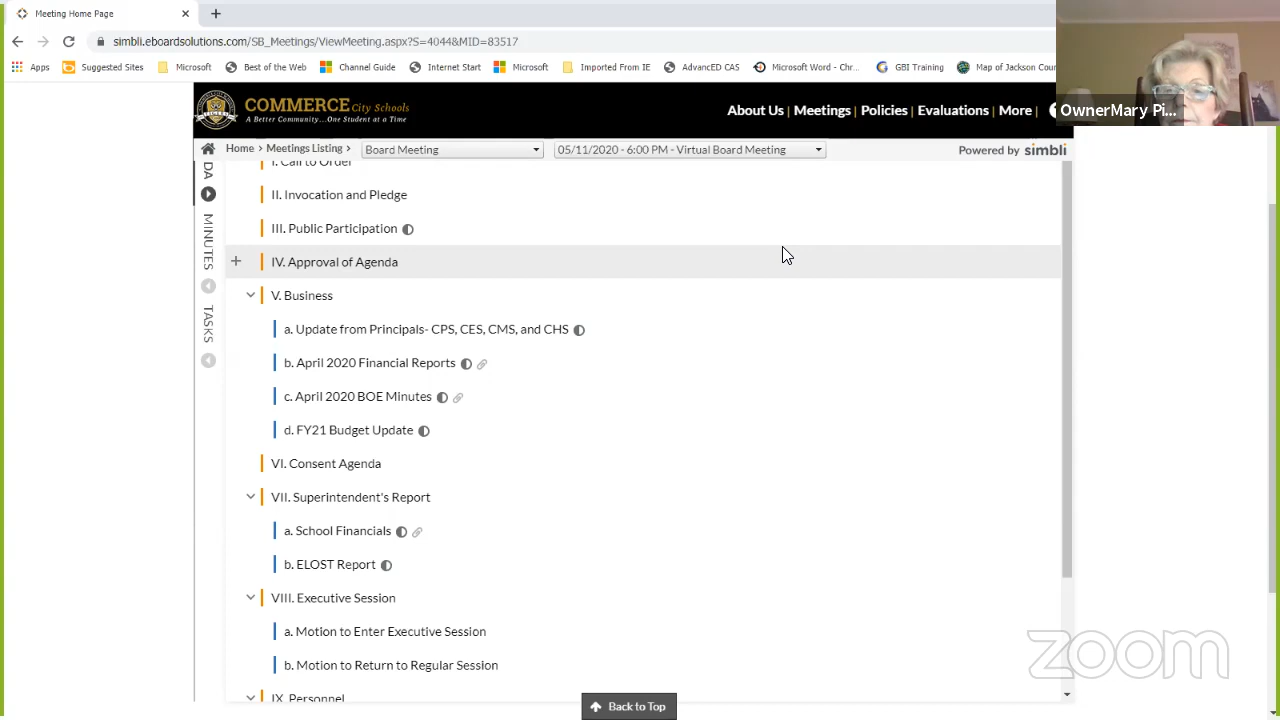 Meeting Home Page
simbli.eboardsolutions.com/SB_Meetings/ViewMeeting.aspx?S=4044&MID=83517
Apps Suggested Sites Microsoft Best of the Web Channel Guide Internet Start Microsoft Imported From IE AdvancED CAS Microsoft Word - Chr... GBI Training Map of Jackson Coun
OwnerMary Pi...
COMMERCE City Schools
A Better Community...One Student at a Time
About Us | Meetings | Policies | Evaluations | More |
Home > Meetings Listing > Board Meeting 05/11/2020 - 6:00 PM - Virtual Board Meeting Powered by simbli
DA
MINUTES
TASKS
I. Call to Order
II. Invocation and Pledge
III. Public Participation
IV. Approval of Agenda
V. Business
a. Update from Principals- CPS, CES, CMS, and CHS
b. April 2020 Financial Reports
c. April 2020 BOE Minutes
d. FY21 Budget Update
VI. Consent Agenda
VII. Superintendent's Report
a. School Financials
b. ELOST Report
VIII. Executive Session
a. Motion to Enter Executive Session
b. Motion to Return to Regular Session
IX. Personnel
Back to Top
zoom